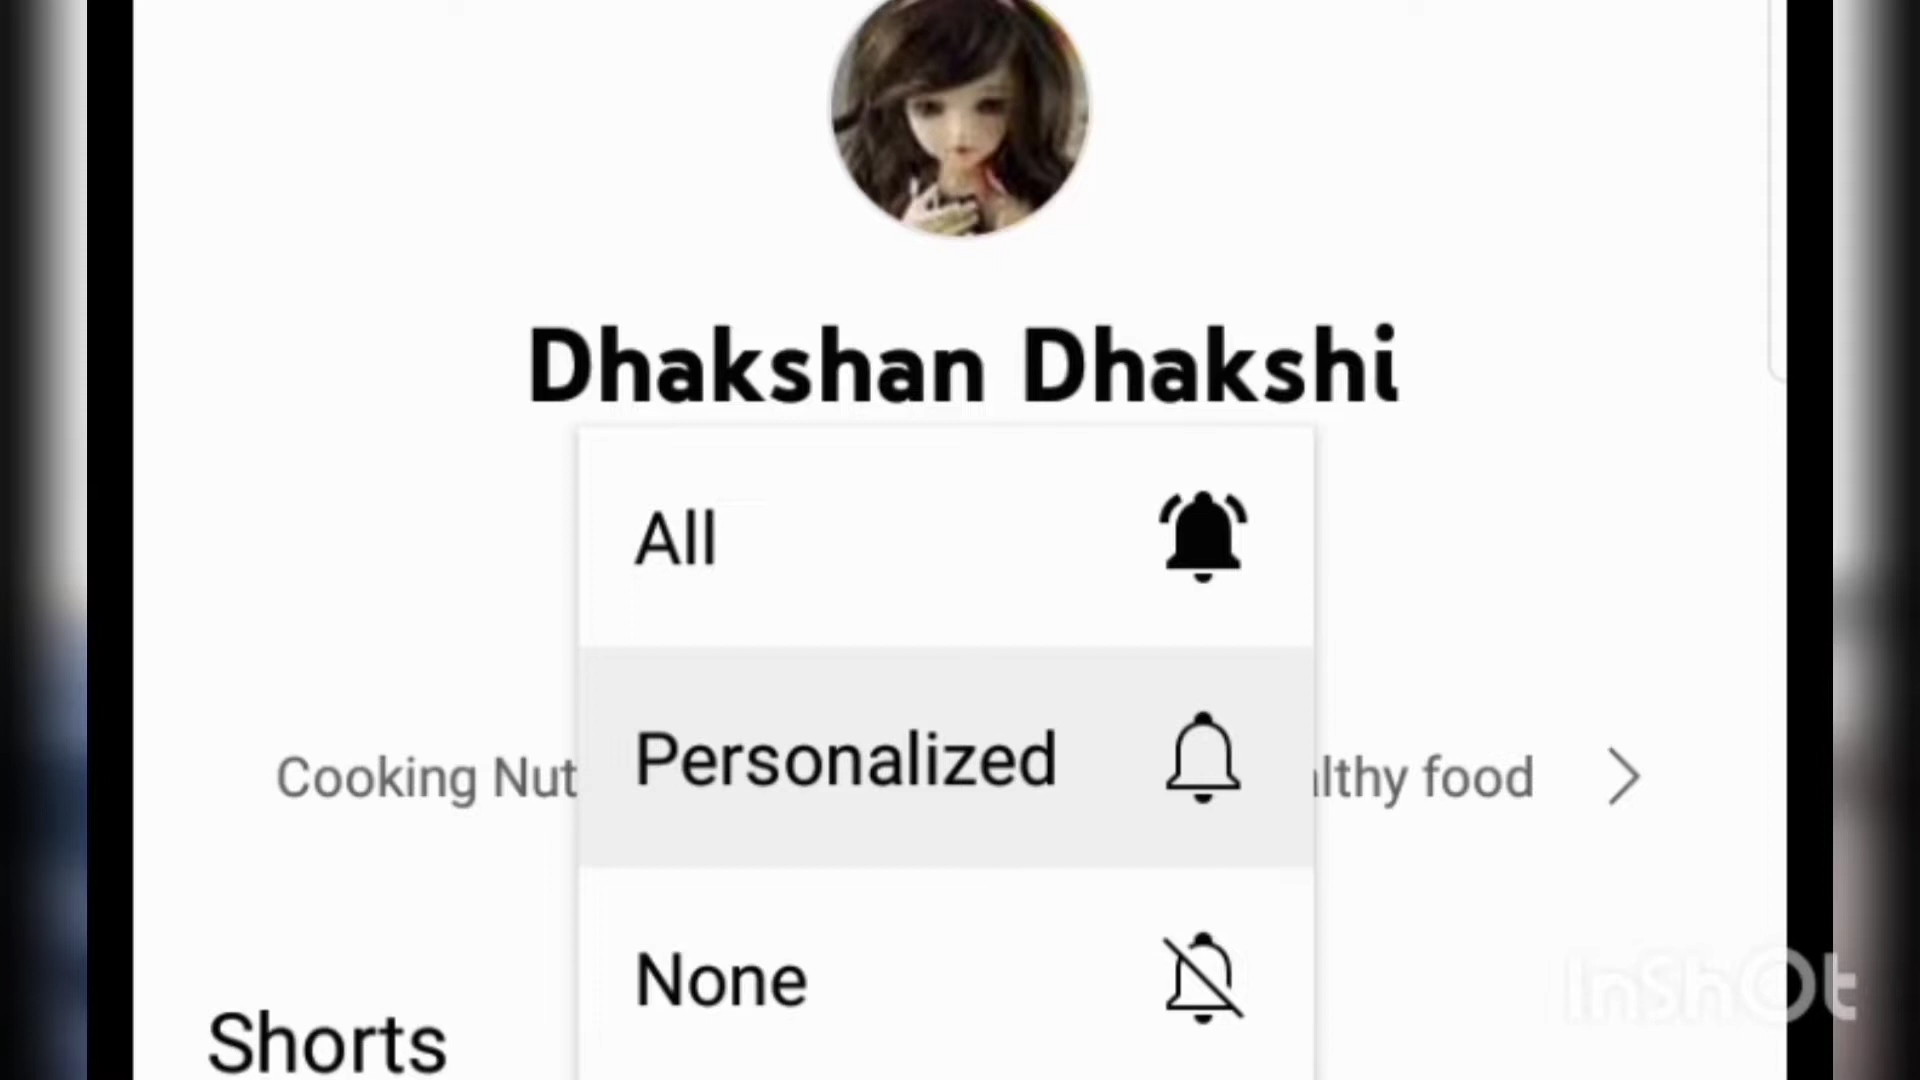 Dhakshan Dhakshi
All
Personalized
Cooking Nut
lthy food
None
Shorts
InShOt